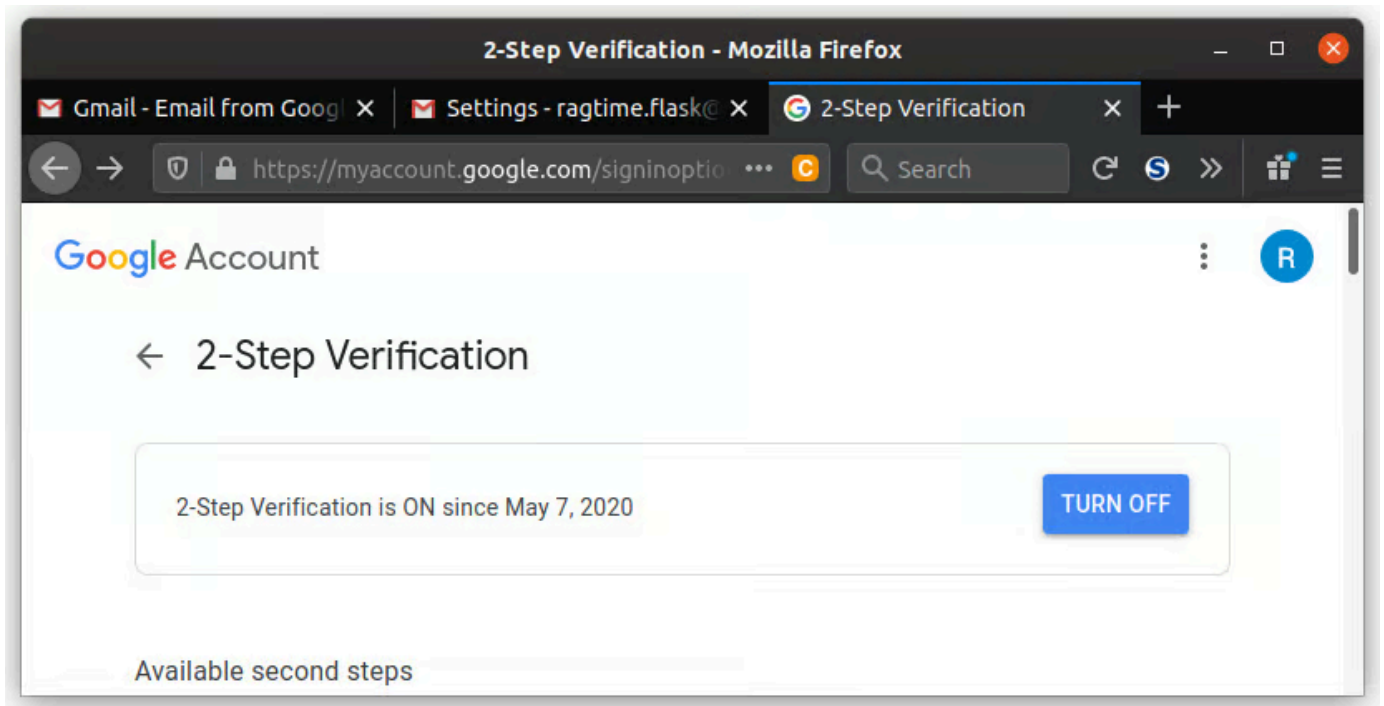 2-Step Verification - Mozilla Firefox
Gmail - Email from Googl
Settings - ragtime.flask@
2-Step Verification
https://myaccount.google.com/signinoptio
C
Search
S
Google Account
R
2-Step Verification
2-Step Verification is ON since May 7, 2020
TURN OFF
Available second steps